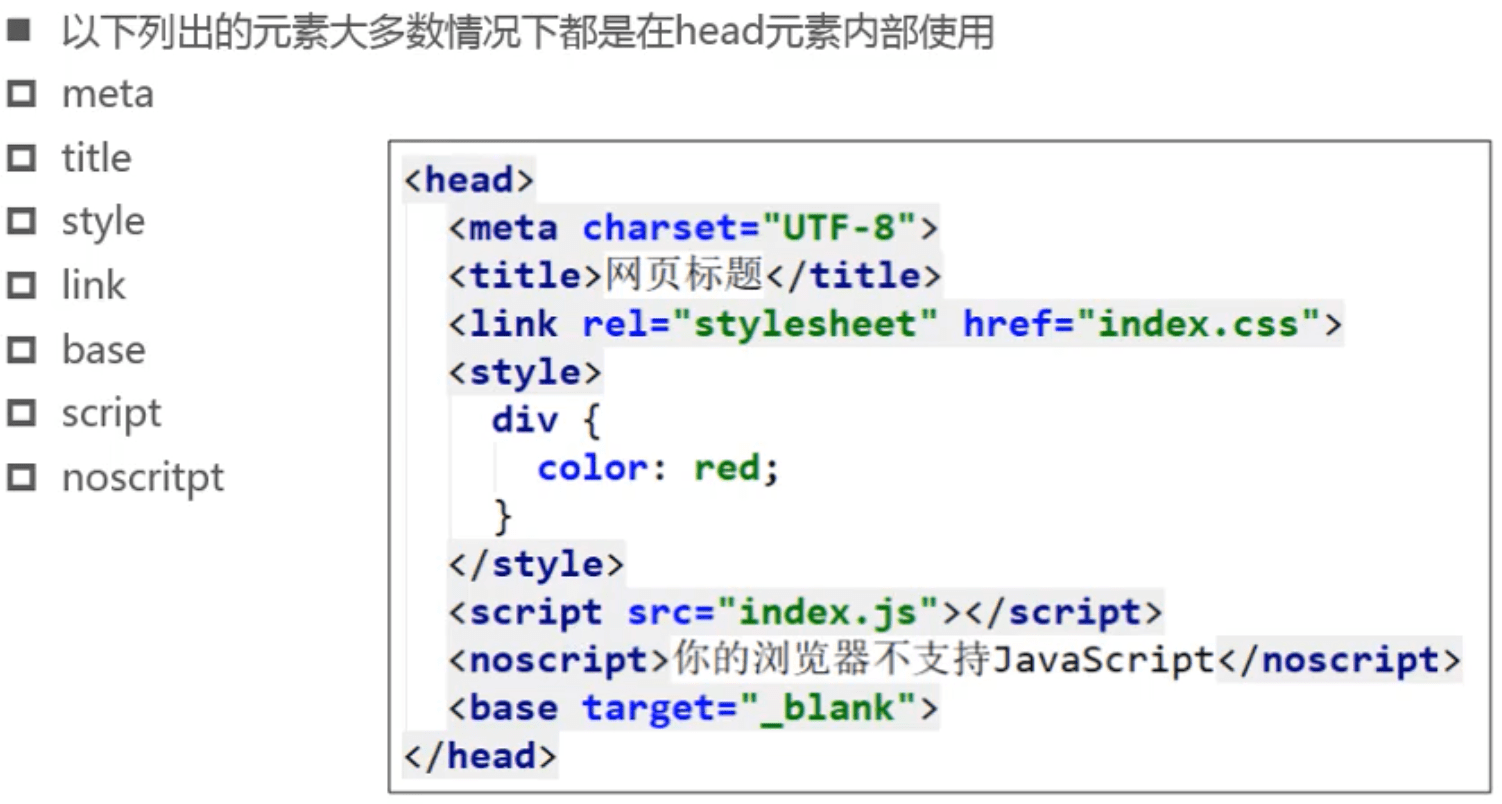 以下列出的元素大多数情况下都是在head元素内部使用
meta
title
style
link
base
script
noscritpt
<head>
<meta charset="UTF-8">
<title>网页标题</title>
<link rel="stylesheet" href="index.css">
<style>
div {
color: red;
}
</style>
<script src="index.js"></script>
<noscript>你的浏览器不支持JavaScript</noscript>
<base target="_blank">
</head>